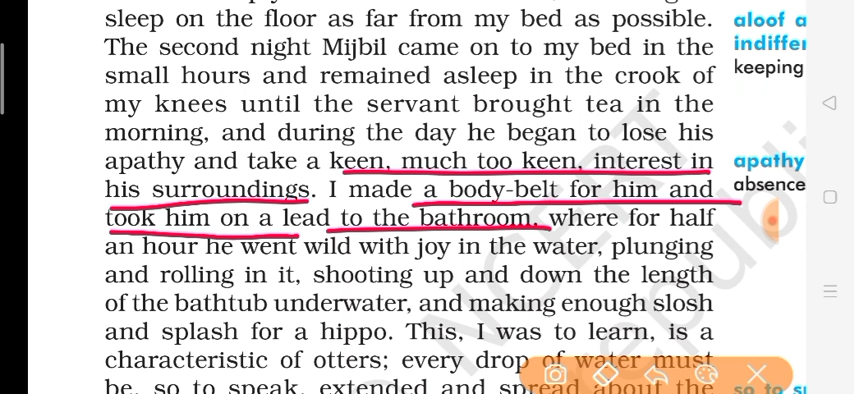 sleep on the floor as far from my bed as possible.
The second night Mijbil came on to my bed in the
small hours and remained asleep in the crook of
my knees until the servant brought tea in the
morning, and during the day he began to lose his
apathy and take a keen, much too keen, interest in
his surroundings. I made a body-belt for him and
took him on a lead to the bathroom, where for half
an hour he went wild with joy in the water, plunging
and rolling in it, shooting up and down the length
of the bathtub underwater, and making enough slosh
and splash for a hippo. This, I was to learn, is a
characteristic of otters; every drop of water must
be, so to speak, extended and spread about the
aloof a
indiffer
keeping
apathy
absence
so to s
NCERT
republi